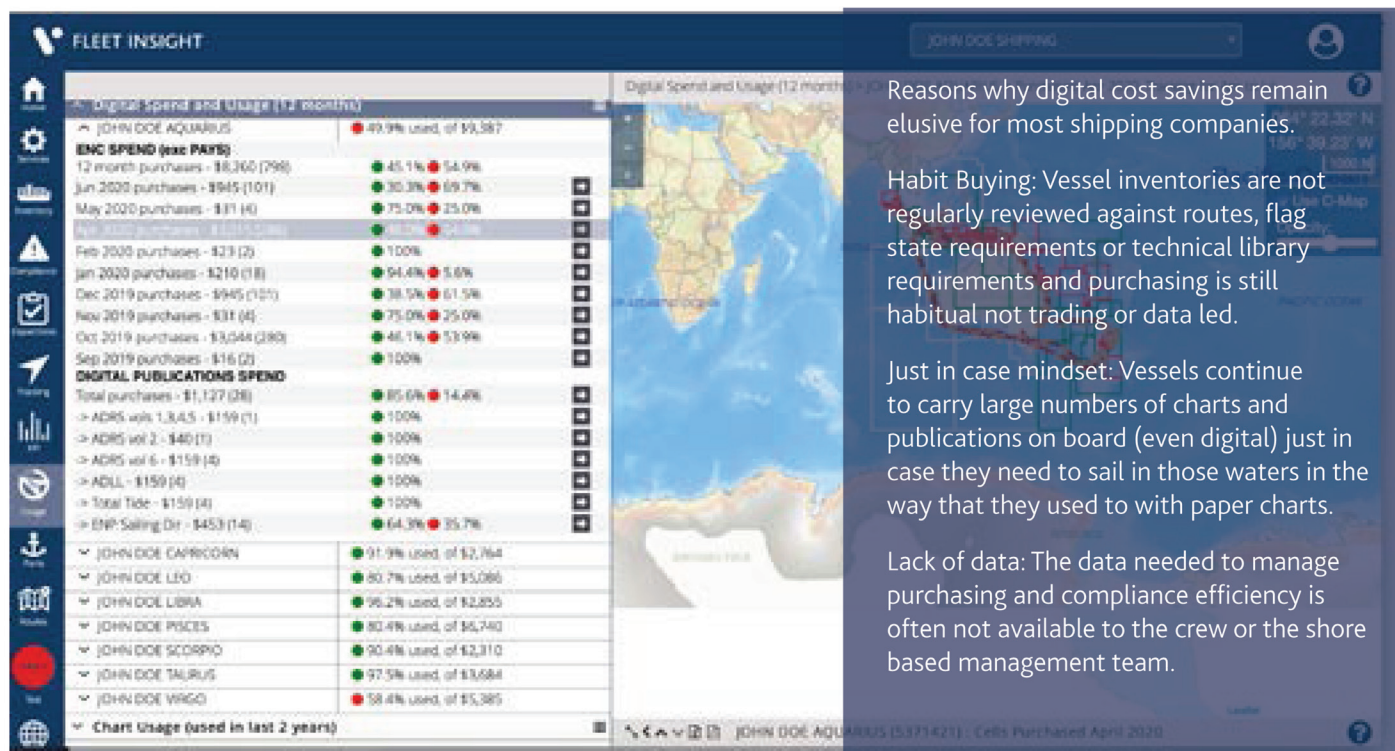 FLEET INSIGHT
JOHN DOE SHIPPING
Digital Spend and Usage (12 months)
JOHN DOE AQUARIUS 49.9% used, of $9,387
ENC SPEND (exc PAYS)
12 month purchases - $8,260 (798) 45.1% 54.9%
Jun 2020 purchases - $945 (101) 30.3% 69.7%
May 2020 purchases - $31 (4) 75.0% 25.0%
Feb 2020 purchases - $23 (2) 100%
Jan 2020 purchases - $210 (18) 94.4% 5.6%
Dec 2019 purchases - $945 (101) 38.5% 61.5%
Nov 2019 purchases - $31 (4) 75.0% 25.0%
Oct 2019 purchases - $3,044 (280) 46.1% 53.9%
Sep 2019 purchases - $16 (2) 100%
DIGITAL PUBLICATIONS SPEND
Total purchases - $1,127 (28) 85.6% 14.4%
-> ADRS vols 1,3,4,5 - $159 (1) 100%
-> ADRS vol 2 - $40 (1) 100%
-> ADRS vol 6 - $159 (4) 100%
-> ADLL - $159 (4) 100%
-> Total Tide - $159 (4) 100%
-> ENP Sailing Dir - $453 (14) 64.3% 35.7%
JOHN DOE CAPRICORN 91.9% used, of $2,764
JOHN DOE LEO 80.7% used, of $5,086
JOHN DOE LIBRA 96.2% used, of $2,855
JOHN DOE PISCES 80.4% used, of $6,740
JOHN DOE SCORPIO 90.4% used, of $2,310
JOHN DOE TAURUS 97.5% used, of $3,684
JOHN DOE VIRGO 58.4% used, of $5,385
Chart Usage (used in last 2 years)
Digital Spend and Usage (12 months)
Reasons why digital cost savings remain
elusive for most shipping companies.
Habit Buying: Vessel inventories are not
regularly reviewed against routes, flag
state requirements or technical library
requirements and purchasing is still
habitual not trading or data led.
Just in case mindset: Vessels continue
to carry large numbers of charts and
publications on board (even digital) just in
case they need to sail in those waters in the
way that they used to with paper charts.
Lack of data: The data needed to manage
purchasing and compliance efficiency is
often not available to the crew or the shore
based management team.
Use C-Map
JOHN DOE AQUARIUS (5371421) : Cells Purchased April 2020